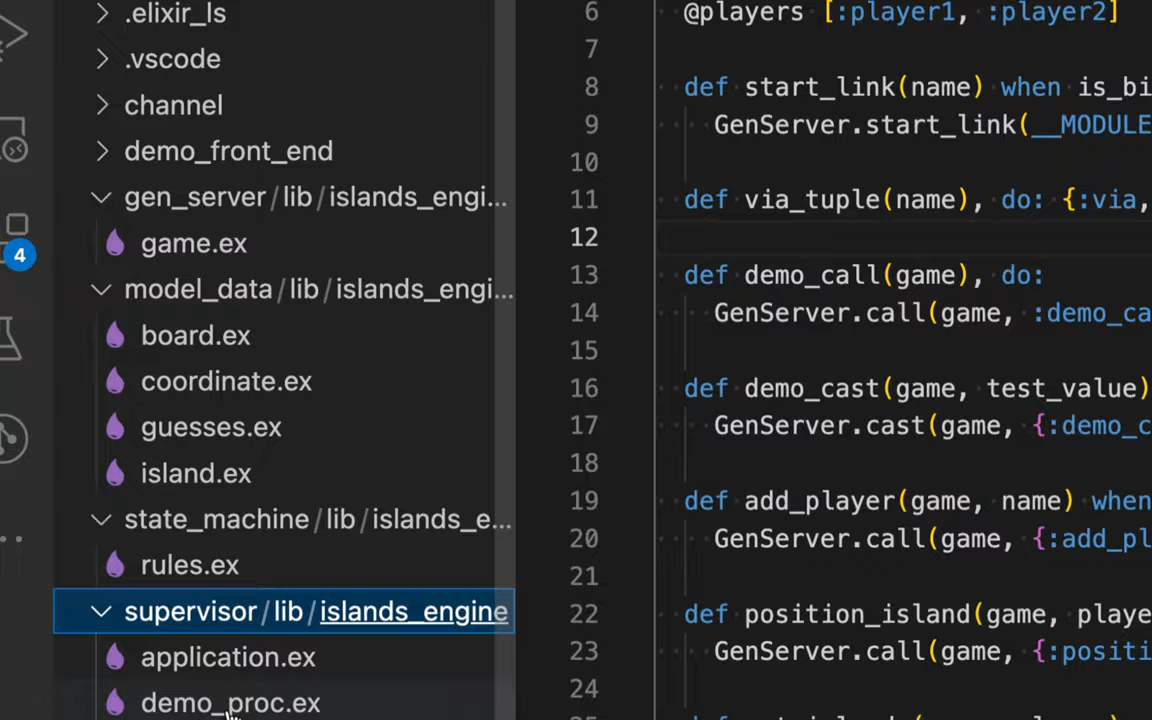 .elixir_ls
.vscode
channel
demo_front_end
gen_server/lib/islands_engi...
game.ex
model_data/lib/islands_engi...
board.ex
coordinate.ex
guesses.ex
island.ex
state_machine/lib/islands_e...
rules.ex
supervisor/lib/islands_engine
application.ex
demo_proc.ex
4
6 @players [:player1, :player2]
7
8 def start_link(name) when is_bi
9 GenServer.start_link(__MODULE
10
11 def via_tuple(name), do: {:via,
12
13 def demo_call(game), do:
14 GenServer.call(game, :demo_ca
15
16 def demo_cast(game, test_value)
17 GenServer.cast(game, {:demo_c
18
19 def add_player(game, name) when
20 GenServer.call(game, {:add_pl
21
22 def position_island(game, playe
23 GenServer.call(game, {:positi
24